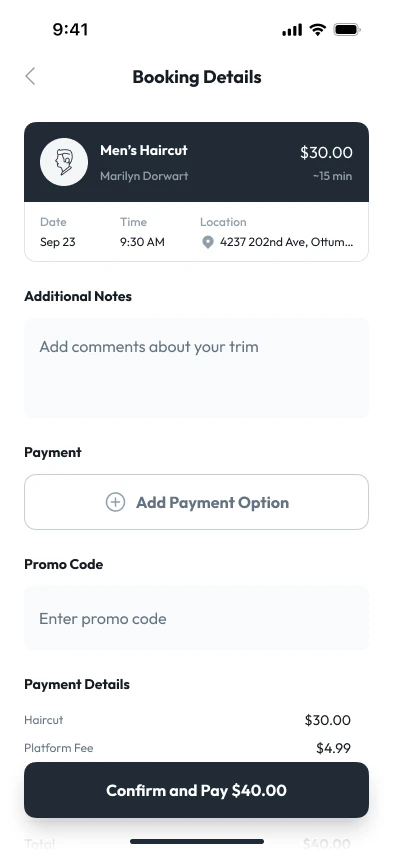 9:41
Booking Details
Men's Haircut $30.00
Marilyn Dorwart ~15 min
Date Time Location
Sep 23 9:30 AM 4237 202nd Ave, Ottum...
Additional Notes
Add comments about your trim
Payment
Add Payment Option
Promo Code
Enter promo code
Payment Details
Haircut $30.00
Platform Fee $4.99
Confirm and Pay $40.00
Total $40.00